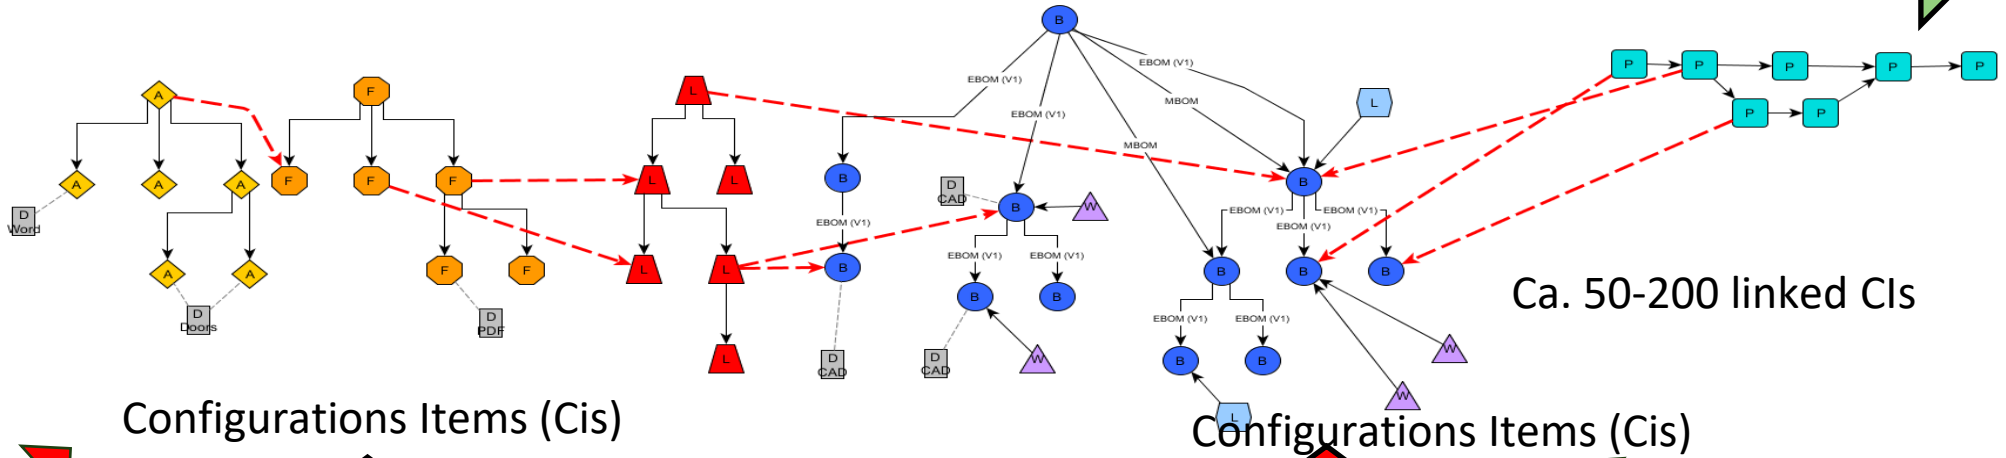 B
P P P P P
EBOM (V1)
EBOM (V1)
A F L
MBOM
L
EBOM (V1)
P P
MBOM
A A A F F F L L B B
D
CAD
B W
D
Word
EBOM (V1)
EBOM (V1) EBOM (V1)
EBOM (V1)
EBOM (V1) EBOM (V1)
A A F F L L B B B B
Ca. 50-200 linked CIs
B B
D
Doors
D
PDF
EBOM (V1) EBOM (V1)
L
D
CAD
D
CAD
W B B W
W
L
Configurations Items (Cis)
Configurations Items (Cis)